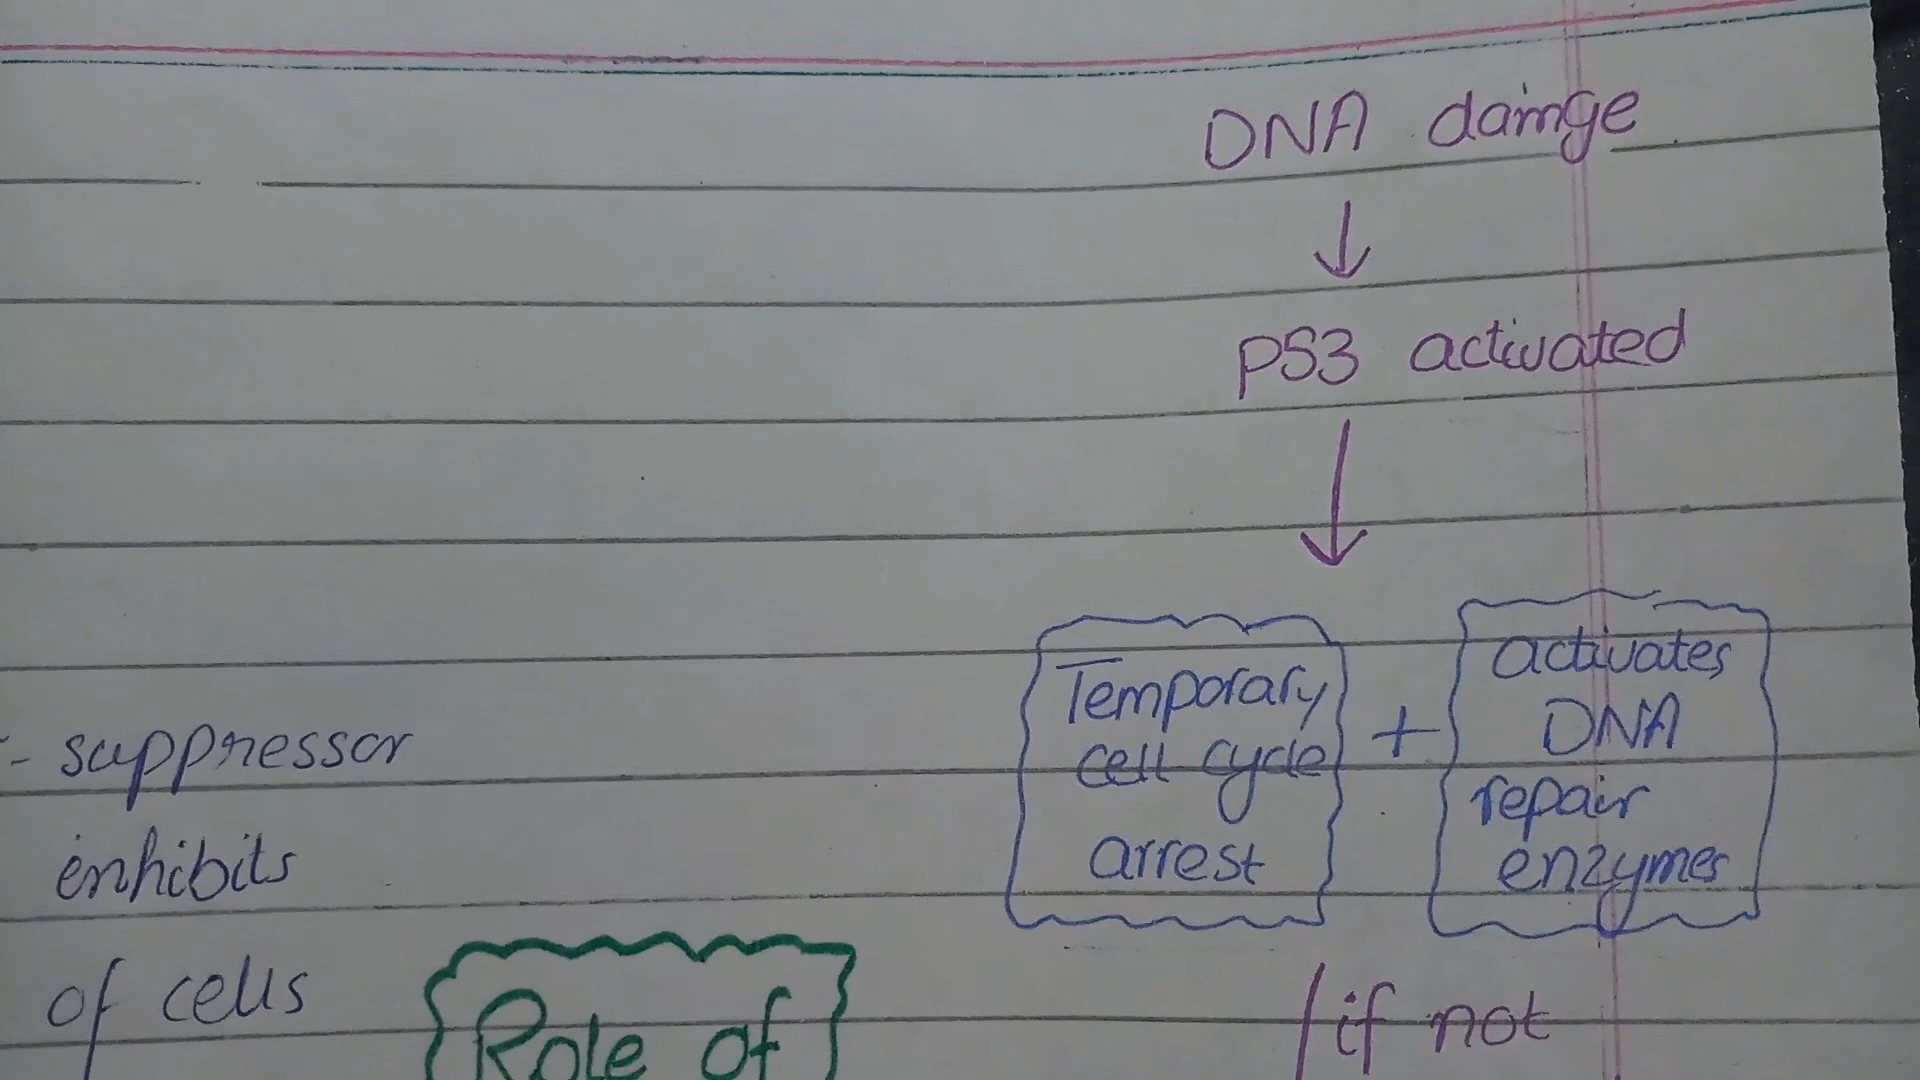 DNA damge
↓
P53 activated
↓
Temporary
cell cycle
arrest
+
activates
DNA
repair
enzymes
- suppressor
enhibits
of cells
Role of
if not